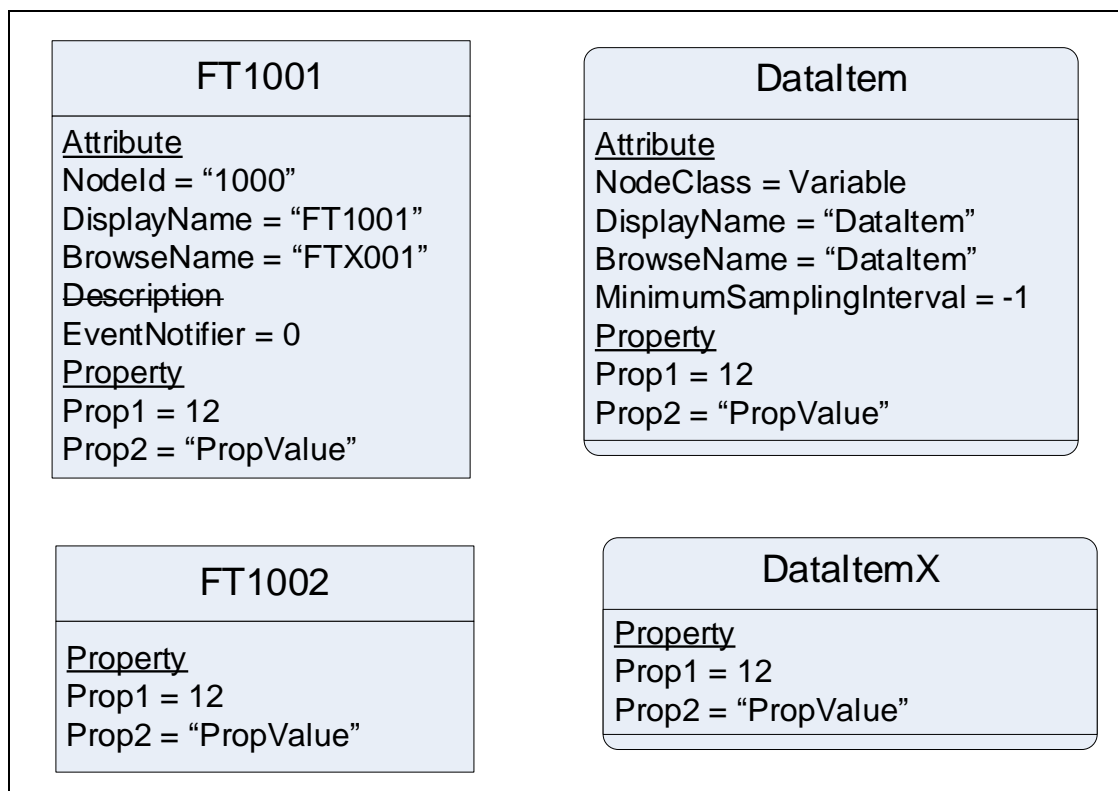 FT1001
Attribute
NodeId = “1000”
DisplayName = “FT1001”
BrowseName = “FTX001”
Description
EventNotifier = 0
Property
Prop1 = 12
Prop2 = “PropValue”
DataItem
Attribute
NodeClass = Variable
DisplayName = “DataItem”
BrowseName = “DataItem”
MinimumSamplingInterval = -1
Property
Prop1 = 12
Prop2 = “PropValue”
FT1002
Property
Prop1 = 12
Prop2 = “PropValue”
DataItemX
Property
Prop1 = 12
Prop2 = “PropValue”